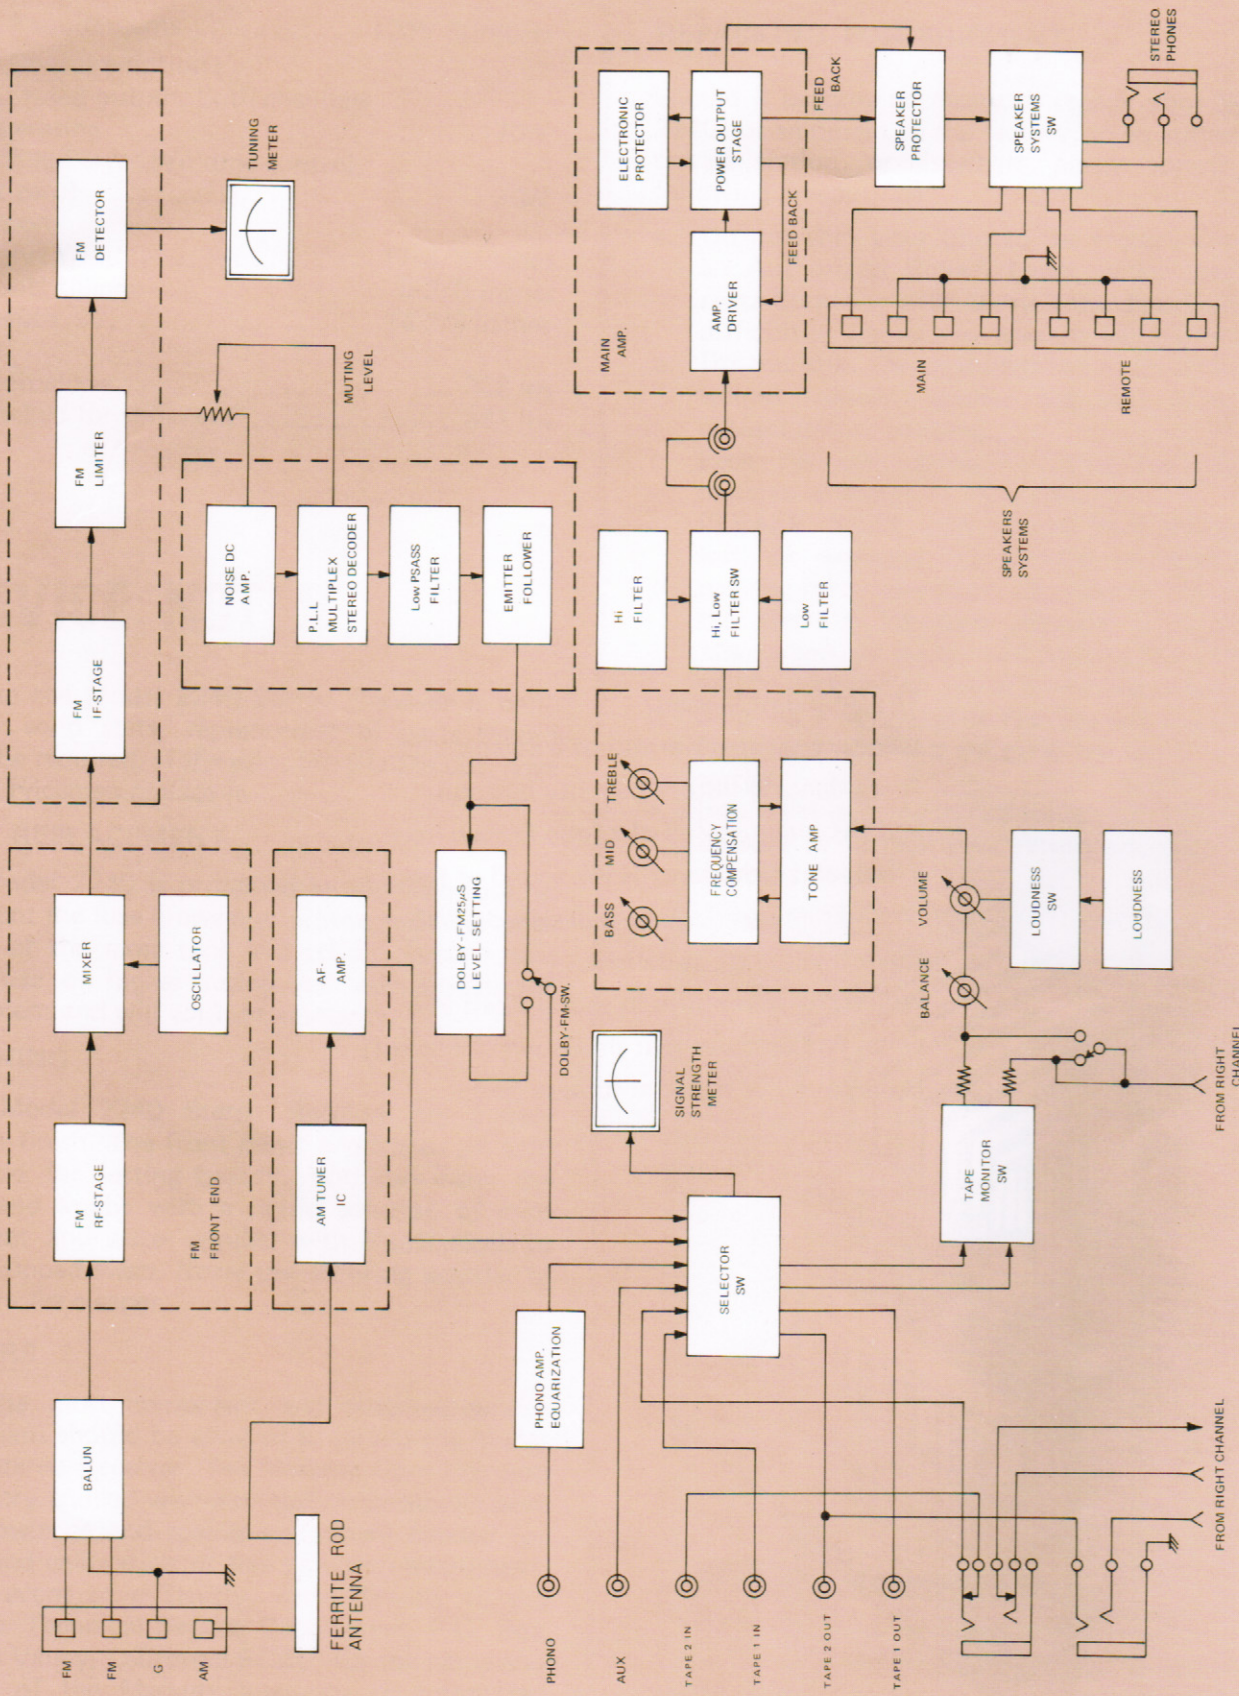 FM
FM
G
AM
FERRITE ROD
ANTENNA
BALUN
FM
RF-STAGE
MIXER
OSCILLATOR
FM
FRONT END
FM
IF-STAGE
FM
LIMITER
FM
DETECTOR
TUNING
METER
AM TUNER
IC
AF-
AMP.
MUTING
LEVEL
NOISE DC
AMP.
P.L.L
MULTIPLEX
STEREO DECODER
Low PSASS
FILTER
EMITTER
FOLLOWER
DOLBY-FM25µS
LEVEL SETTING
DOLBY-FM-SW.
PHONO
AUX
TAPE 2 IN
TAPE 1 IN
TAPE 2 OUT
TAPE 1 OUT
PHONO AMP.
EQUARIZATION
SELECTOR
SW
SIGNAL
STRENGTH
METER
BASS
MID
TREBLE
FREQUENCY
COMPENSATION
TONE AMP
Hi
FILTER
Hi, Low
FILTER SW
Low
FILTER
MAIN
AMP.
AMP.
DRIVER
ELECTRONIC
PROTECTOR
POWER OUTPUT
STAGE
FEED BACK
FEED
BACK
SPEAKER
PROTECTOR
SPEAKER
SYSTEMS
SW
STEREO
PHONES
MAIN
REMOTE
SPEAKERS
SYSTEMS
TAPE
MONITOR
SW
BALANCE
VOLUME
LOUDNESS
SW
LOUDNESS
FROM RIGHT
CHANNEL
FROM RIGHT CHANNEL